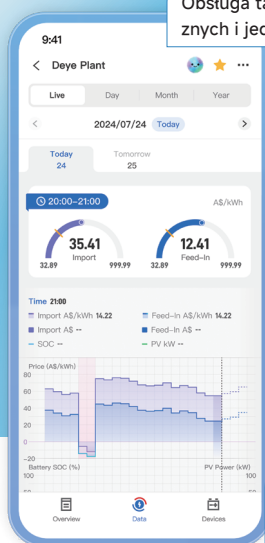 Obsługa ta
znych i jed
9:41
Deye Plant
Live Day Month Year
2024/07/24 Today
Today Tomorrow
24 25
20:00–21:00 A$/kWh
35.41 12.41
Import Feed–In
32.89 999.99 32.89 999.99
Time 21:00
Import A$/kWh 14.22 Feed–In A$/kWh 14.22
Import A$ -- Feed–In A$ --
SOC -- PV kW --
Price (A$/kWh)
80
60
40
20
0
–20
Battery SOC (%) PV Power (kW)
100 100
Overview Data Devices